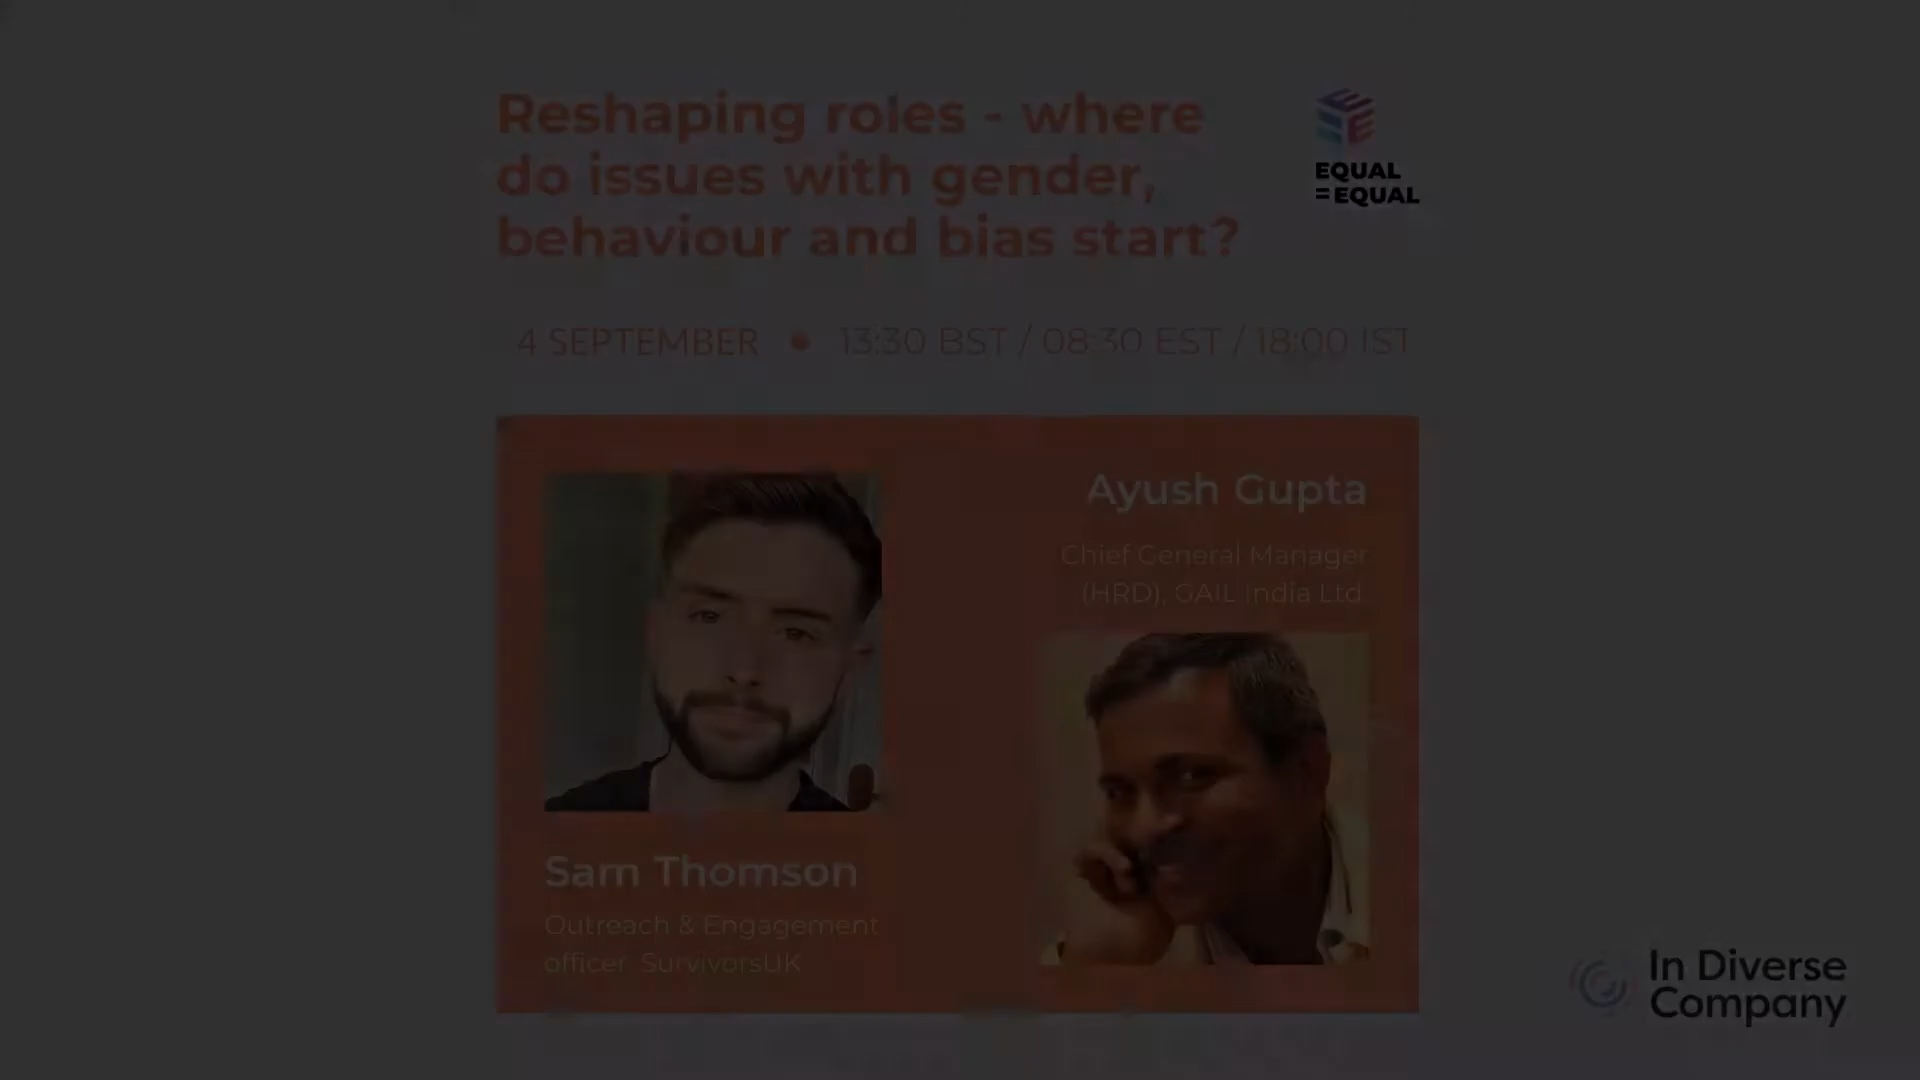 Reshaping roles - where
do issues with gender,
behaviour and bias start?
EQUAL
=EQUAL
4 SEPTEMBER • 13:30 BST / 08:30 EST / 18:00 IST
Ayush Gupta
Chief General Manager
(HRD), GAIL India Ltd
Sam Thomson
Outreach & Engagement
officer SurvivorsUK
In Diverse
Company